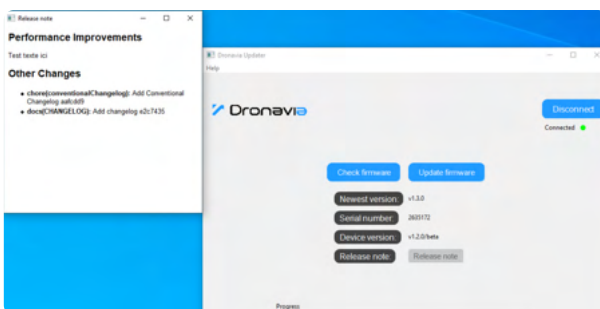 Release note
Performance Improvements
Test texte ici
Other Changes
chore(conventionalChangelog): Add Conventional
Changelog aafcdd9
docs(CHANGELOG): Add changelog e2c7435
Dronavia Updater
Help
Dronavia
Disconned
Connected
Check firmware
Update firmware
Newest version:
v1.3.0
Serial number:
2635172
Device version:
v1.2.0/beta
Release note:
Release note
Progress